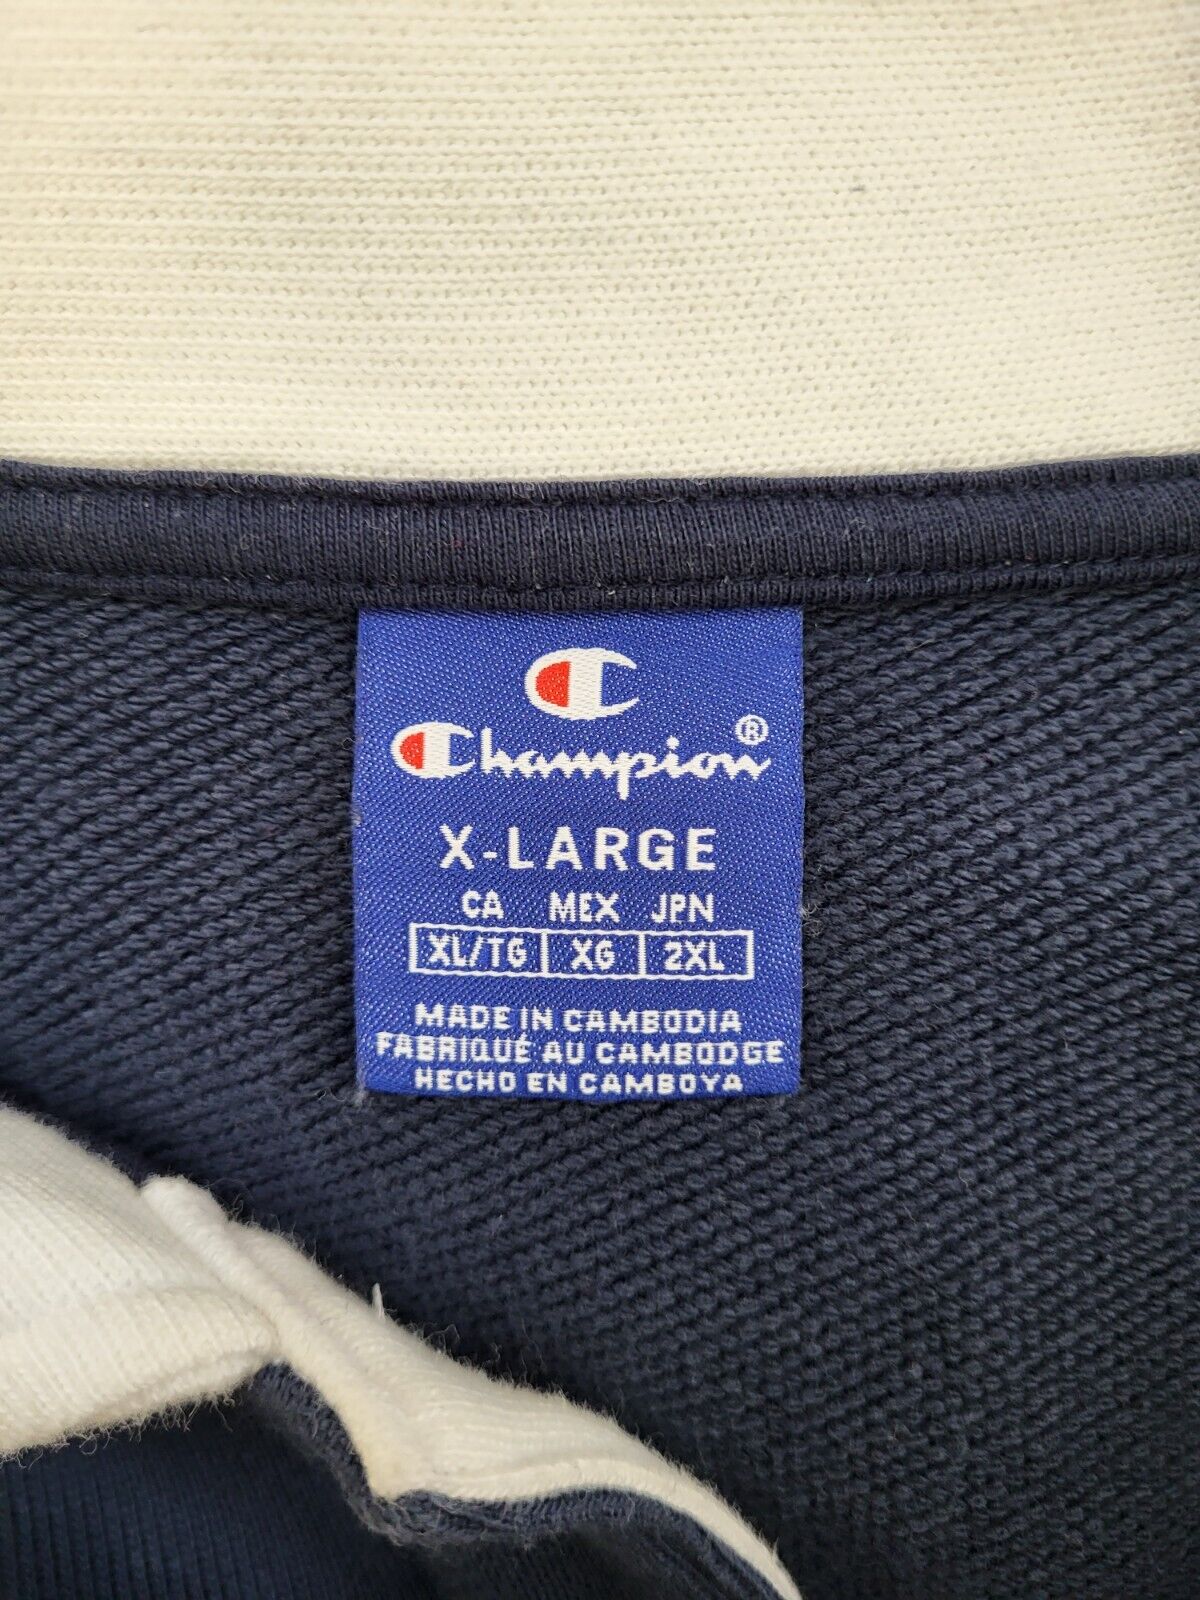 Champion®
X-LARGE
CA MEX JPN
XL/TG XG 2XL
MADE IN CAMBODIA
FABRIQUÉ AU CAMBODGE
HECHO EN CAMBOYA